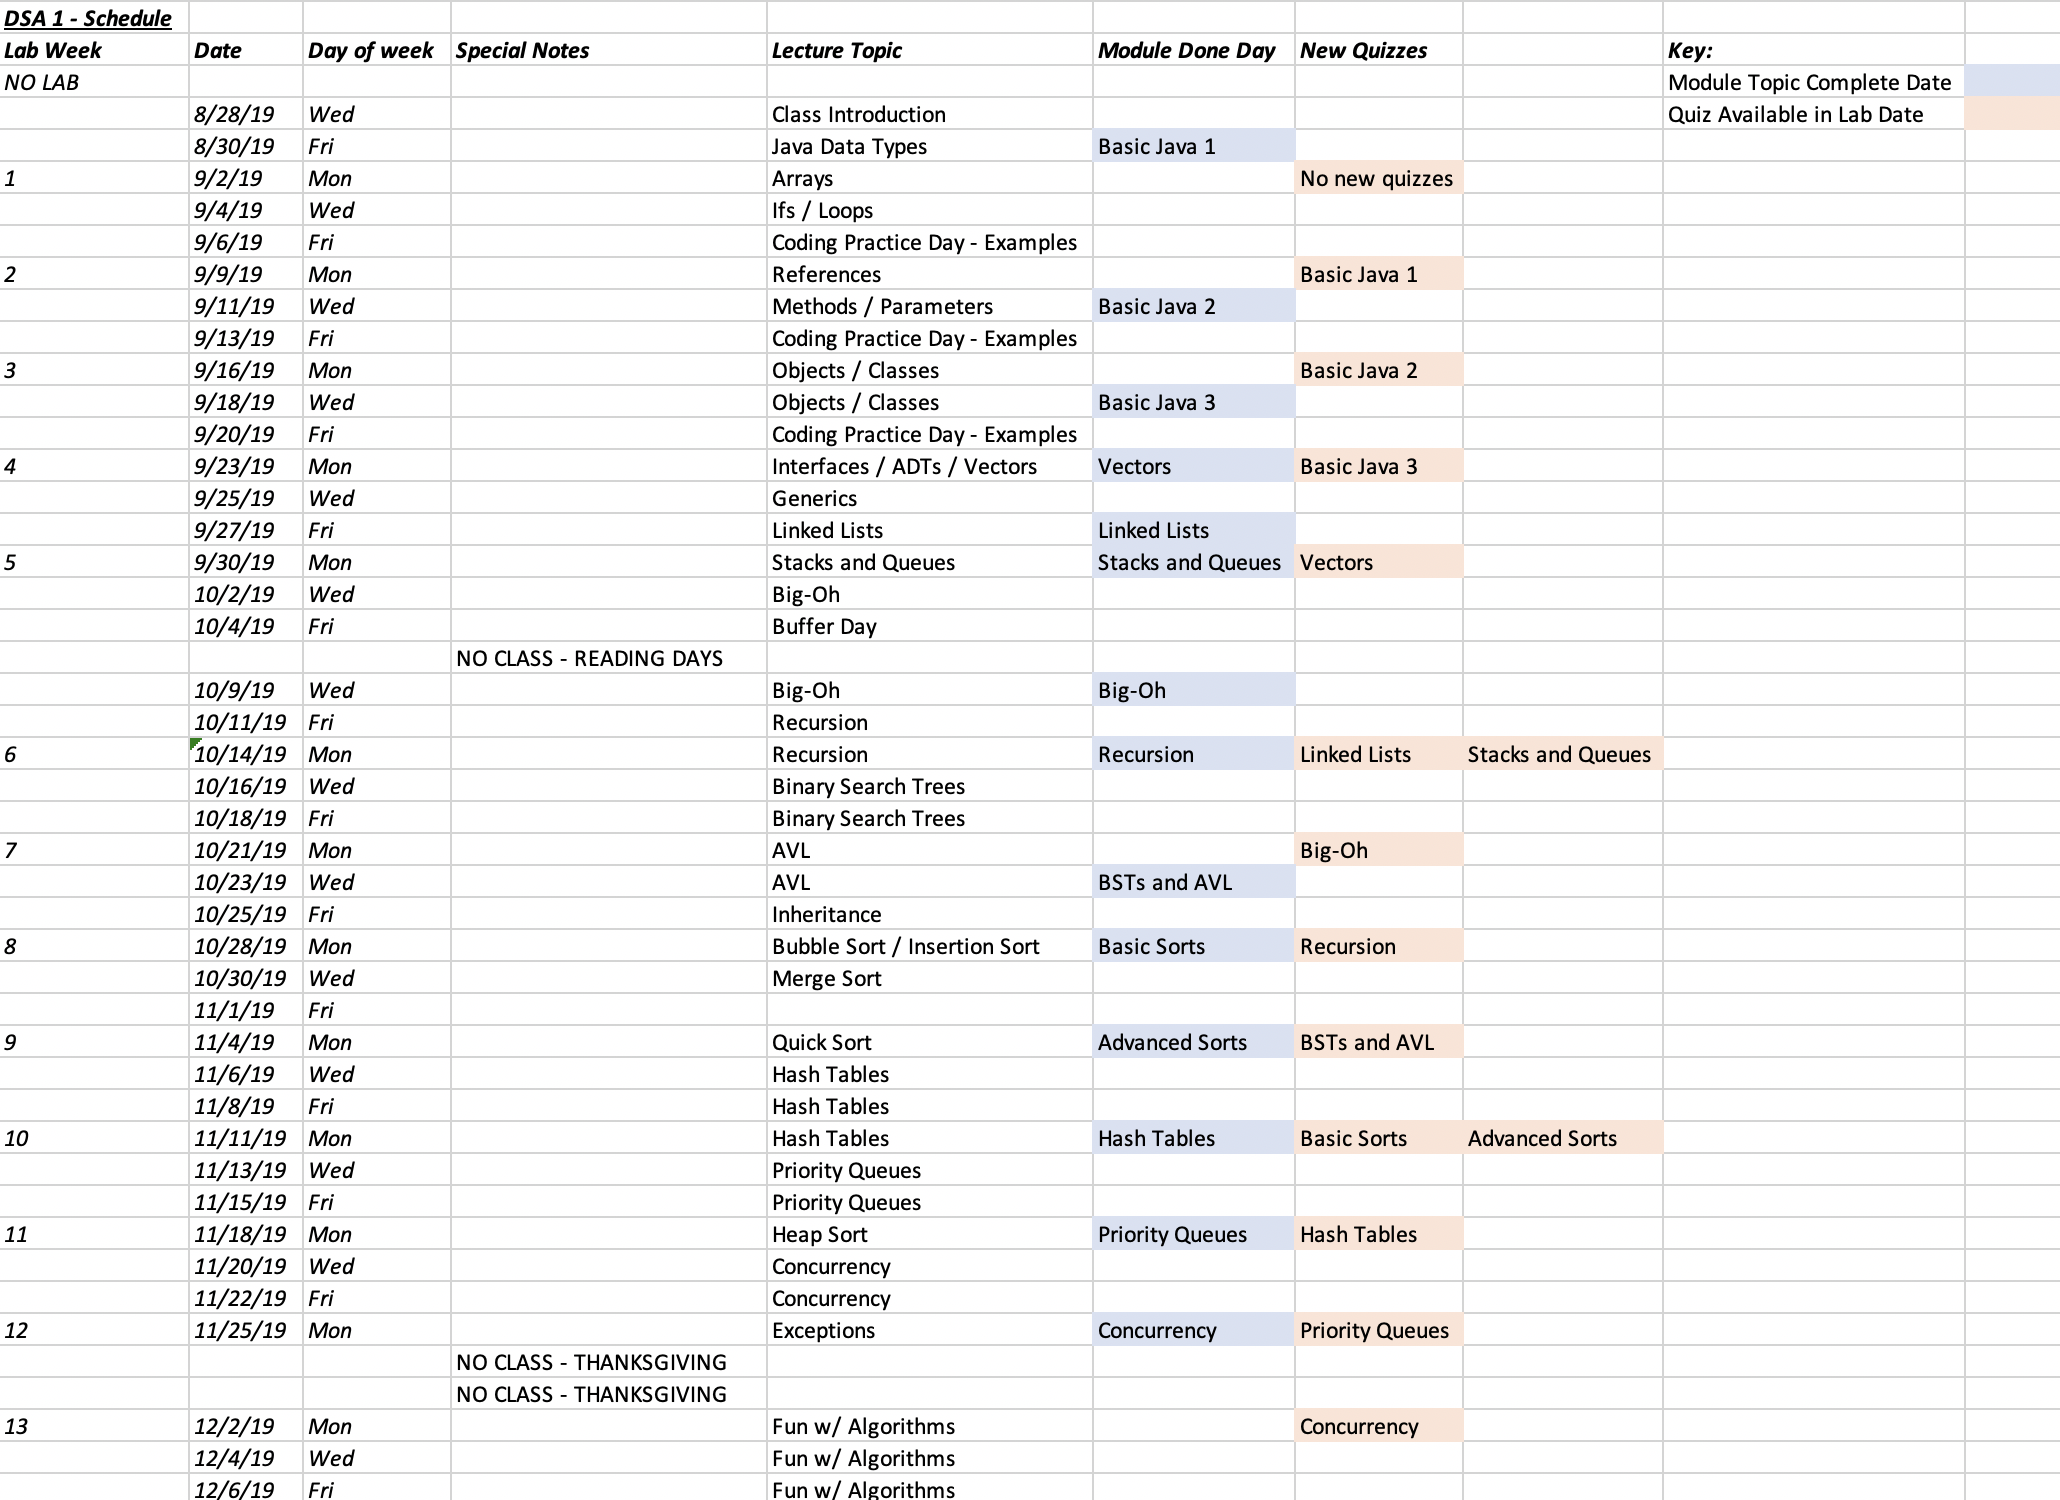 DSA 1 - Schedule
Lab Week Date Day of week Special Notes Lecture Topic Module Done Day New Quizzes Key:
NO LAB Module Topic Complete Date
8/28/19 Wed Class Introduction Quiz Available in Lab Date
8/30/19 Fri Java Data Types Basic Java 1
1 9/2/19 Mon Arrays No new quizzes
9/4/19 Wed Ifs / Loops
9/6/19 Fri Coding Practice Day - Examples
2 9/9/19 Mon References Basic Java 1
9/11/19 Wed Methods / Parameters Basic Java 2
9/13/19 Fri Coding Practice Day - Examples
3 9/16/19 Mon Objects / Classes Basic Java 2
9/18/19 Wed Objects / Classes Basic Java 3
9/20/19 Fri Coding Practice Day - Examples
4 9/23/19 Mon Interfaces / ADTs / Vectors Vectors Basic Java 3
9/25/19 Wed Generics
9/27/19 Fri Linked Lists Linked Lists
5 9/30/19 Mon Stacks and Queues Stacks and Queues Vectors
10/2/19 Wed Big-Oh
10/4/19 Fri Buffer Day
NO CLASS - READING DAYS
10/9/19 Wed Big-Oh Big-Oh
10/11/19 Fri Recursion
6 10/14/19 Mon Recursion Recursion Linked Lists Stacks and Queues
10/16/19 Wed Binary Search Trees
10/18/19 Fri Binary Search Trees
7 10/21/19 Mon AVL Big-Oh
10/23/19 Wed AVL BSTs and AVL
10/25/19 Fri Inheritance
8 10/28/19 Mon Bubble Sort / Insertion Sort Basic Sorts Recursion
10/30/19 Wed Merge Sort
11/1/19 Fri
9 11/4/19 Mon Quick Sort Advanced Sorts BSTs and AVL
11/6/19 Wed Hash Tables
11/8/19 Fri Hash Tables
10 11/11/19 Mon Hash Tables Hash Tables Basic Sorts Advanced Sorts
11/13/19 Wed Priority Queues
11/15/19 Fri Priority Queues
11 11/18/19 Mon Heap Sort Priority Queues Hash Tables
11/20/19 Wed Concurrency
11/22/19 Fri Concurrency
12 11/25/19 Mon Exceptions Concurrency Priority Queues
NO CLASS - THANKSGIVING
NO CLASS - THANKSGIVING
13 12/2/19 Mon Fun w/ Algorithms Concurrency
12/4/19 Wed Fun w/ Algorithms
12/6/19 Fri Fun w/ Algorithms